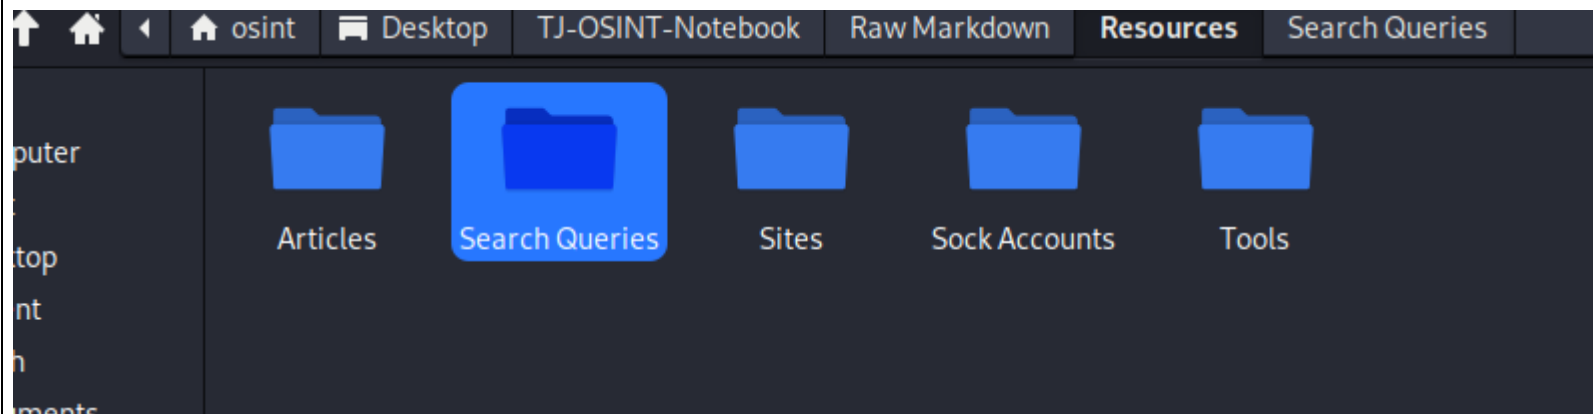 osint Desktop TJ-OSINT-Notebook Raw Markdown Resources Search Queries
puter
Articles Search Queries Sites Sock Accounts Tools
top
nt
h
uments